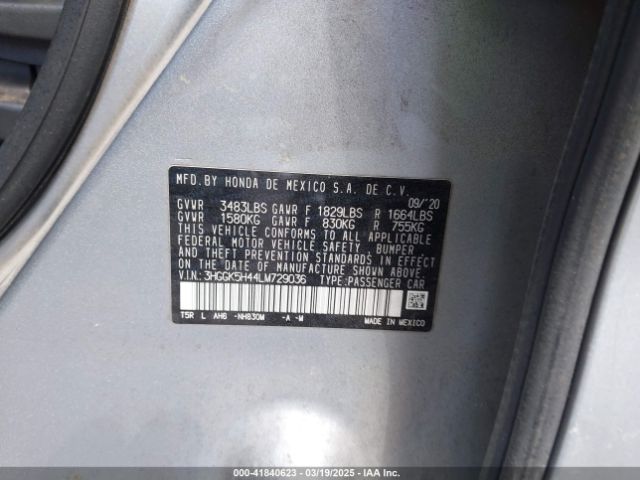 MFD.BY HONDA DE MEXICO S.A. DE C.V.
09/'20
GVWR 3483LBS GAWR F 1829LBS R 1664LBS
GVWR 1580KG GAWR F 830KG R 755KG
THIS VEHICLE CONFORMS TO ALL APPLICABLE
FEDERAL MOTOR VEHICLE SAFETY, BUMPER,
AND THEFT PREVENTION STANDARDS IN EFFECT
ON THE DATE OF MANUFACTURE SHOWN ABOVE.
V.I.N.: 3HGGK5H44LM729036 TYPE:PASSENGER CAR
T5R L AH6 -NH830M -A -M MADE IN MEXICO
000-41840623 — 03/19/2025 — IAA Inc.